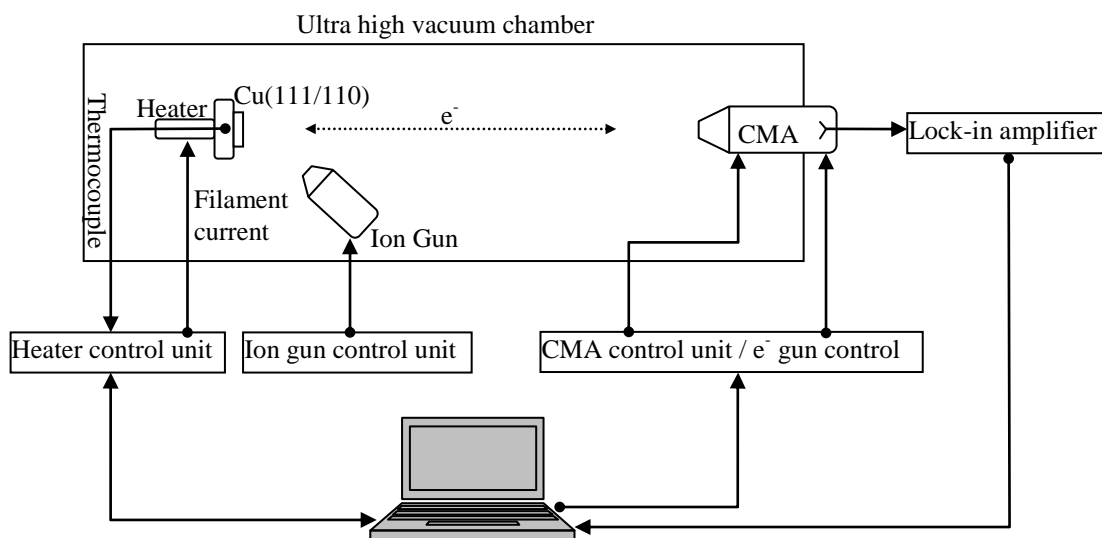 Ultra high vacuum chamber
Cu(111/110)
Heater
e-
CMA
Lock-in amplifier
Thermocouple
Filament
current
Ion Gun
Heater control unit
Ion gun control unit
CMA control unit / e- gun control